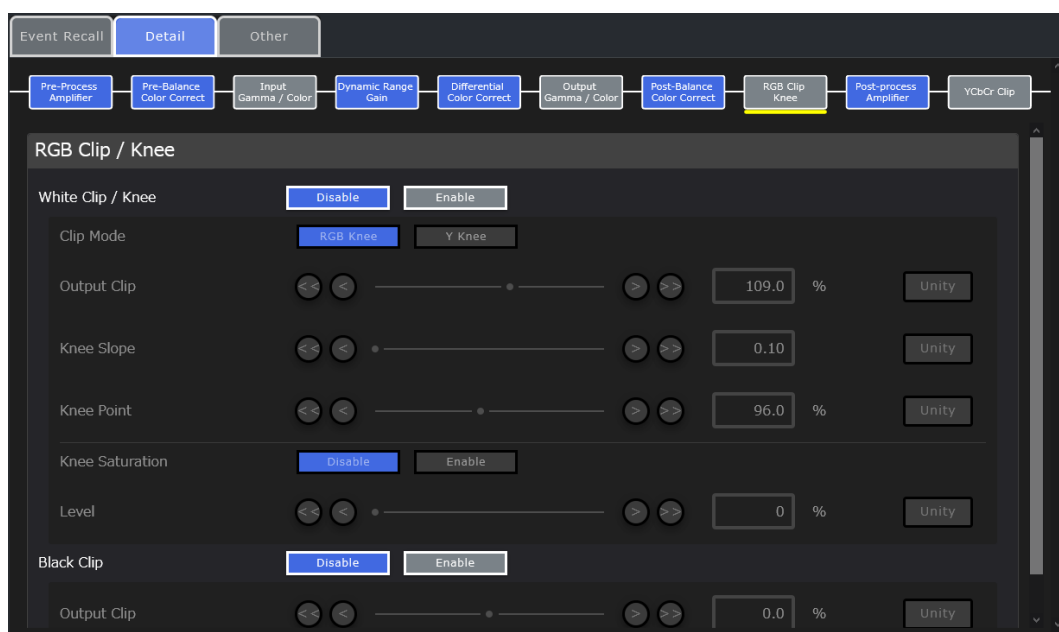 Event Recall Detail Other
Pre-Process Amplifier
Pre-Balance Color Correct
Input Gamma / Color
Dynamic Range Gain
Differential Color Correct
Output Gamma / Color
Post-Balance Color Correct
RGB Clip Knee
Post-process Amplifier
YCbCr Clip
RGB Clip / Knee
White Clip / Knee Disable Enable
Clip Mode RGB Knee Y Knee
Output Clip << < > >> 109.0 % Unity
Knee Slope << < > >> 0.10 Unity
Knee Point << < > >> 96.0 % Unity
Knee Saturation Disable Enable
Level << < > >> 0 % Unity
Black Clip Disable Enable
Output Clip << < > >> 0.0 % Unity